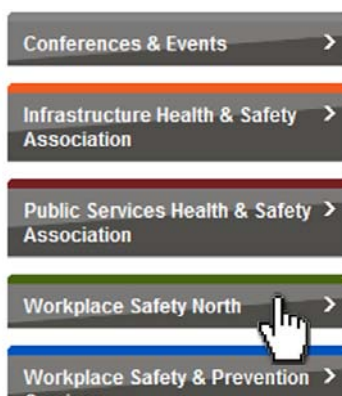 Conferences & Events
Infrastructure Health & Safety
Association
Public Services Health & Safety
Association
Workplace Safety North
Workplace Safety & Prevention